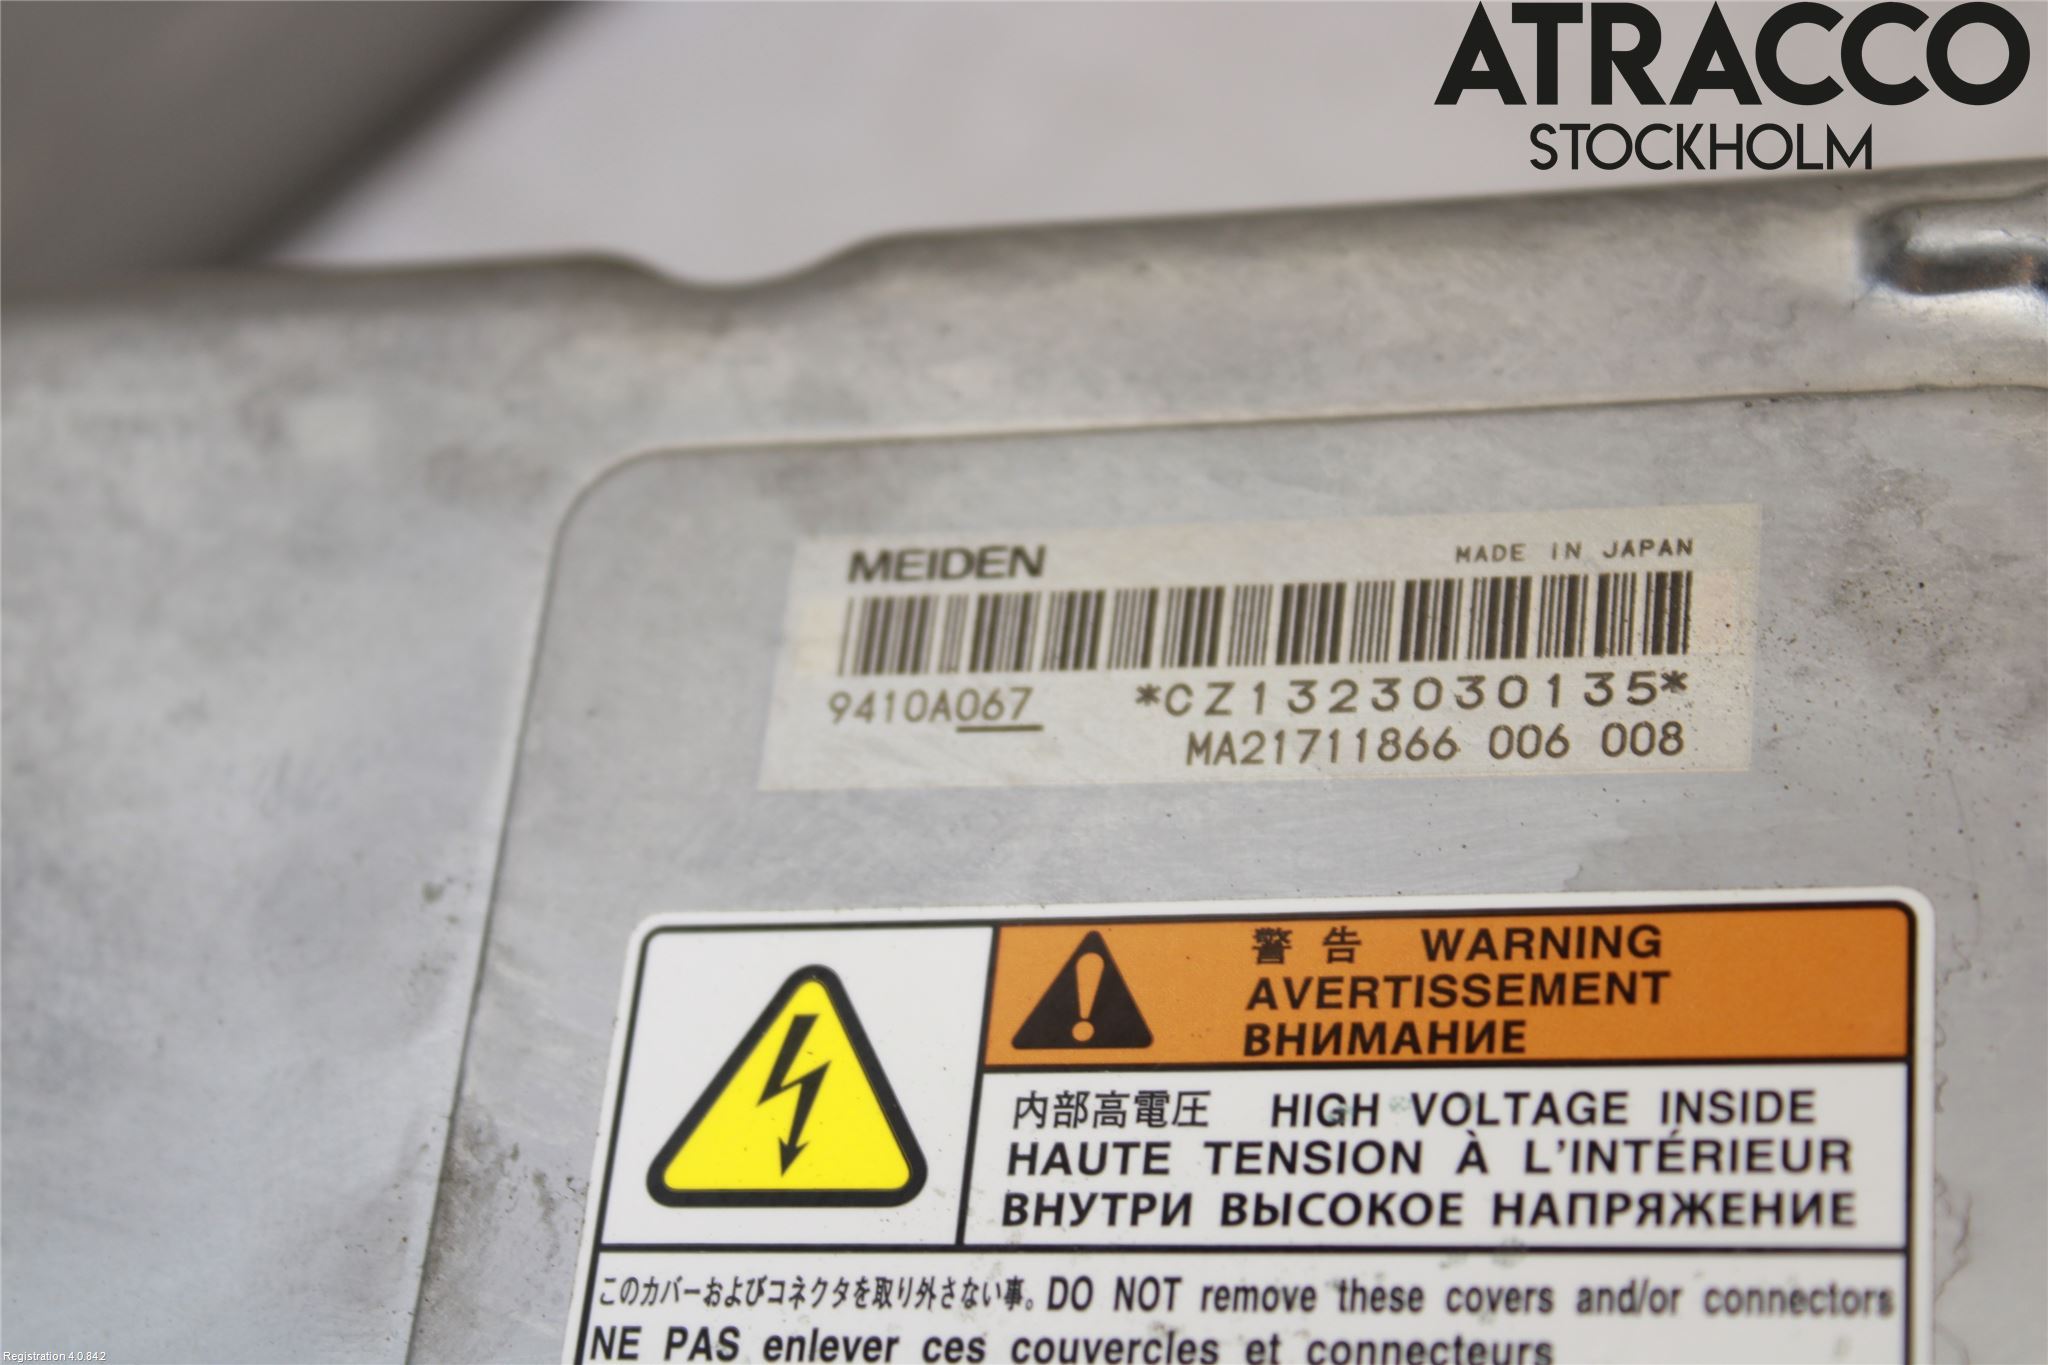 ATRACCO
STOCKHOLM
MEIDEN MADE IN JAPAN
9410A067 *CZ1323030135*
MA21711866 006 008
警告 WARNING
AVERTISSEMENT
ВНИМАНИЕ
内部高電圧 HIGH VOLTAGE INSIDE
HAUTE TENSION À L'INTÉRIEUR
ВНУТРИ ВЫСОКОЕ НАПРЯЖЕНИЕ
このカバーおよびコネクタを取り外さない事。DO NOT remove these covers and/or connectors
NE PAS enlever ces couvercles et connecteurs
Registration 4.0.84.2